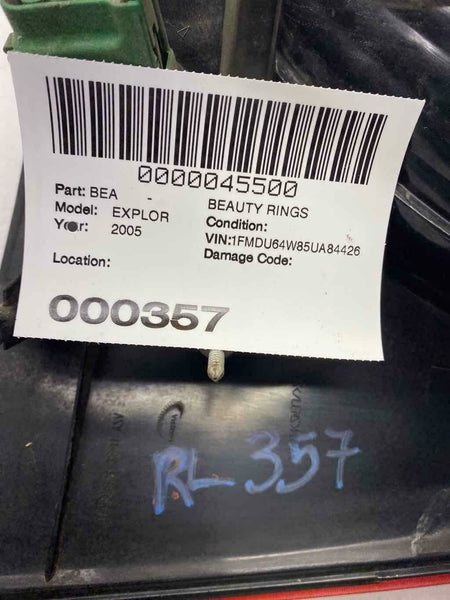 0000045500
Part: BEA - BEAUTY RINGS
Model: EXPLOR Condition:
Year: 2005 VIN:1FMDU64W85UA84426
Location: Damage Code:
000357
RL 357